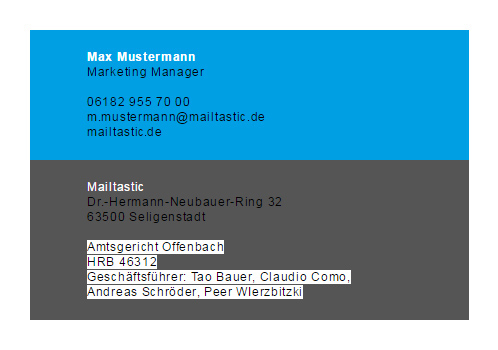 Max Mustermann
Marketing Manager
06182 955 70 00
m.mustermann@mailtastic.de
mailtastic.de
Mailtastic
Dr.-Hermann-Neubauer-Ring 32
63500 Seligenstadt
Amtsgericht Offenbach
HRB 46312
Geschäftsführer: Tao Bauer, Claudio Como,
Andreas Schröder, Peer WIerzbitzki